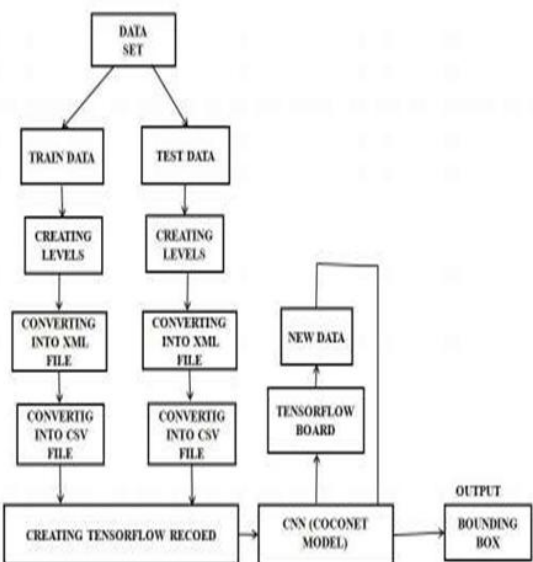 DATA
SET
TRAIN DATA
TEST DATA
CREATING
LEVELS
CREATING
LEVELS
CONVERTING
INTO XML
FILE
CONVERTING
INTO XML
FILE
NEW DATA
CONVERTIG
INTO CSV
FILE
CONVERTIG
INTO CSV
FILE
TENSORFLOW
BOARD
CREATING TENSORFLOW RECOED
CNN (COCONET
MODEL)
OUTPUT
BOUNDING
BOX